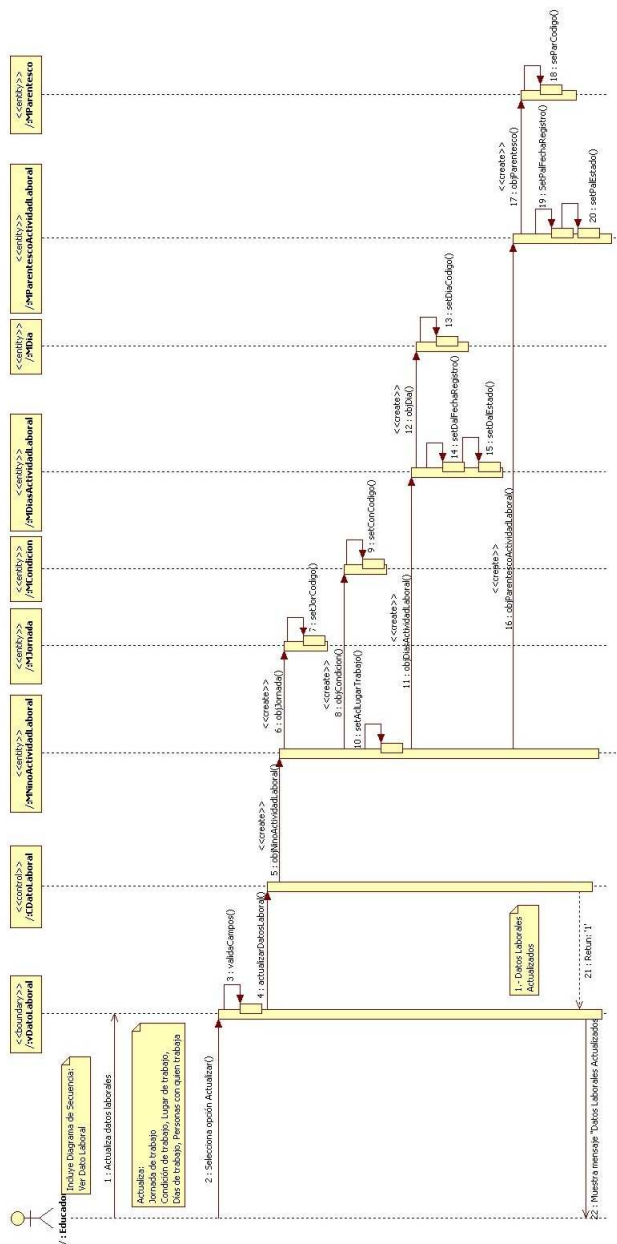 / : Educador
<<boundary>>
/:vDatoLaboral
<<control>>
/:CDatoLaboral
<<entity>>
/:MNinoActividadLaboral
<<entity>>
/:MJornada
<<entity>>
/:MCondicion
<<entity>>
/:MDiasActividadLaboral
<<entity>>
/:MDia
<<entity>>
/:MParentescoActividadLaboral
<<entity>>
/:MParentesco
Incluye Diagrama de Secuencia:
Ver Dato Laboral
1 : Actualiza datos laborales
Actualiza:
Jornada de trabajo
Condición de trabajo, Lugar de trabajo,
Días de trabajo, Personas con quien trabaja
2 : Selecciona opción Actualizar()
3 : validaCampos()
4 : actualizarDatosLaboral()
<<create>>
5 : objNinoActividadLaboral()
<<create>>
6 : objJornada()
7 : setJorCodigo()
<<create>>
8 : objCondicion()
9 : setConCodigo()
10 : setActLugarTrabajo()
<<create>>
11 : objDiasActividadLaboral()
<<create>>
12 : objDia()
13 : setDiaCodigo()
14 : setDalFechaRegistro()
15 : setDalEstado()
<<create>>
16 : objParentescoActividadLaboral()
<<create>>
17 : objParentesco()
18 : seParCodigo()
19 : SetPalFechaRegistro()
20 : setPalEstado()
1.- Datos Laborales
Actualizados
21 : Retun: '1'
22 : Muestra mensaje "Datos Laborales Actualizados